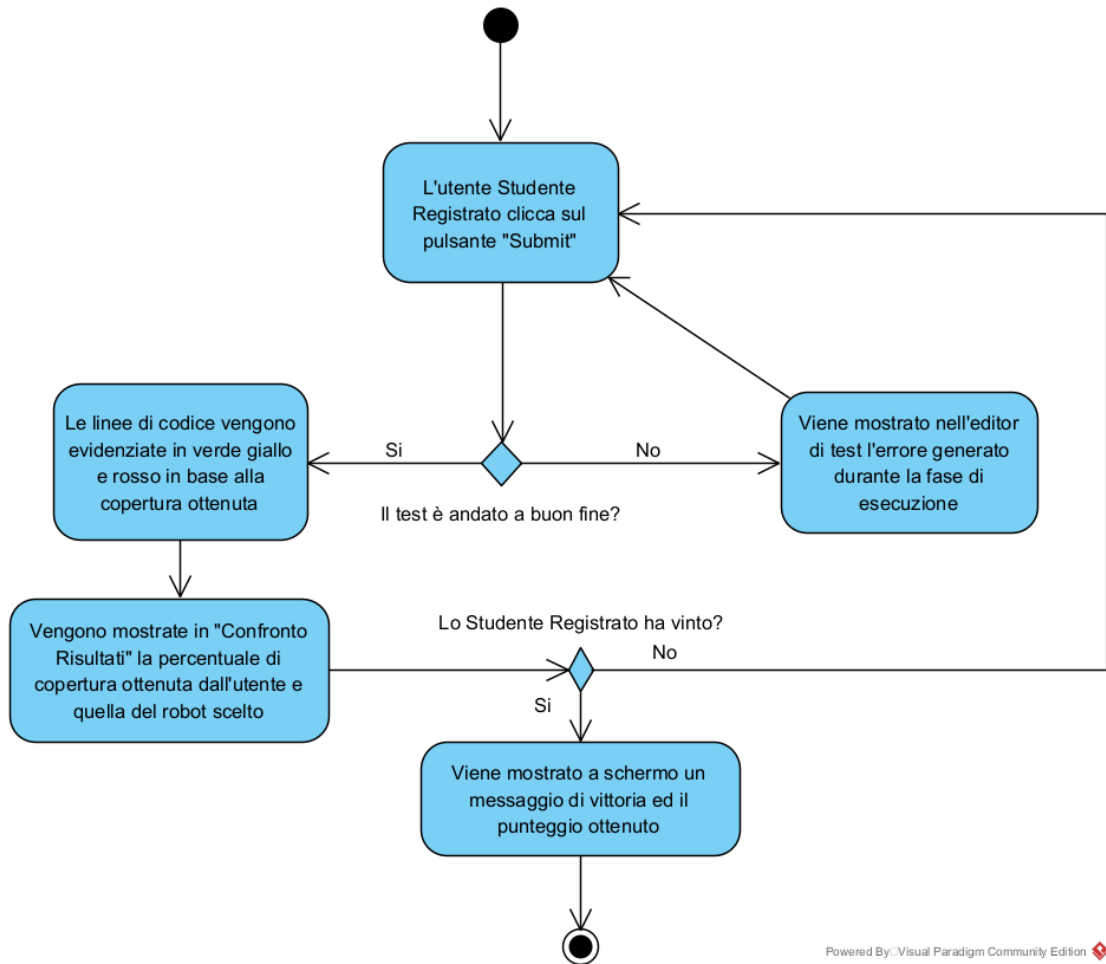 L'utente Studente
Registrato clicca sul
pulsante "Submit"
Le linee di codice vengono
evidenziate in verde giallo
e rosso in base alla
copertura ottenuta
Si
No
Viene mostrato nell'editor
di test l'errore generato
durante la fase di
esecuzione
Il test è andato a buon fine?
Vengono mostrate in "Confronto
Risultati" la percentuale di
copertura ottenuta dall'utente e
quella del robot scelto
Lo Studente Registrato ha vinto?
No
Si
Viene mostrato a schermo un
messaggio di vittoria ed il
punteggio ottenuto
Powered By Visual Paradigm Community Edition